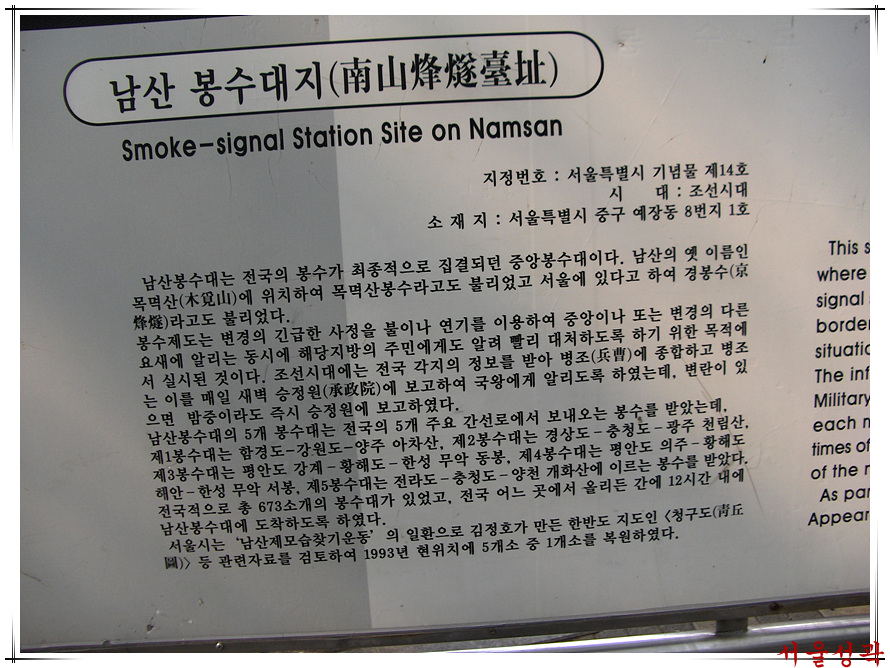 남산 봉수대지(南山烽燧臺址)
Smoke-signal Station Site on Namsan
지정번호 : 서울특별시 기념물 제14호
시 대 : 조선시대
소 재 지 : 서울특별시 중구 예장동 8번지 1호
남산봉수대는 전국의 봉수가 최종적으로 집결되던 중앙봉수대이다. 남산의 옛 이름인
목멱산(木覓山)에 위치하여 목멱산봉수라고도 불리었고 서울에 있다고 하여 경봉수(京
烽燧)라고도 불리었다.
봉수제도는 변경의 긴급한 사정을 불이나 연기를 이용하여 중앙이나 또는 변경의 다른
요새에 알리는 동시에 해당지방의 주민에게도 알려 빨리 대처하도록 하기 위한 목적에
서 실시된 것이다. 조선시대에는 전국 각지의 정보를 받아 병조(兵曹)에 종합하고 병조
는 이를 매일 새벽 승정원(承政院)에 보고하여 국왕에게 알리도록 하였는데, 변란이 있
으면 밤중이라도 즉시 승정원에 보고하였다.
남산봉수대의 5개 봉수대는 전국의 5개 주요 간선로에서 보내오는 봉수를 받았는데,
제1봉수대는 함경도-강원도-양주 아차산, 제2봉수대는 경상도-충청도-광주 천림산,
제3봉수대는 평안도 강계-황해도-한성 무악 동봉, 제4봉수대는 평안도 의주-황해도
해안-한성 무악 서봉, 제5봉수대는 전라도-충청도-양천 개화산에 이르는 봉수를 받았다.
전국적으로 총 673소개의 봉수대가 있었고, 전국 어느 곳에서 올리든 간에 12시간 내에
남산봉수대에 도착하도록 하였다.
서울시는 '남산제모습찾기운동'의 일환으로 김정호가 만든 한반도 지도인 〈청구도(靑丘
圖)〉 등 관련자료를 검토하여 1993년 현위치에 5개소 중 1개소를 복원하였다.
This s
where
signal
border
situatio
The inf
Military
each m
times of
of the r
As par
Appear
서울성곽